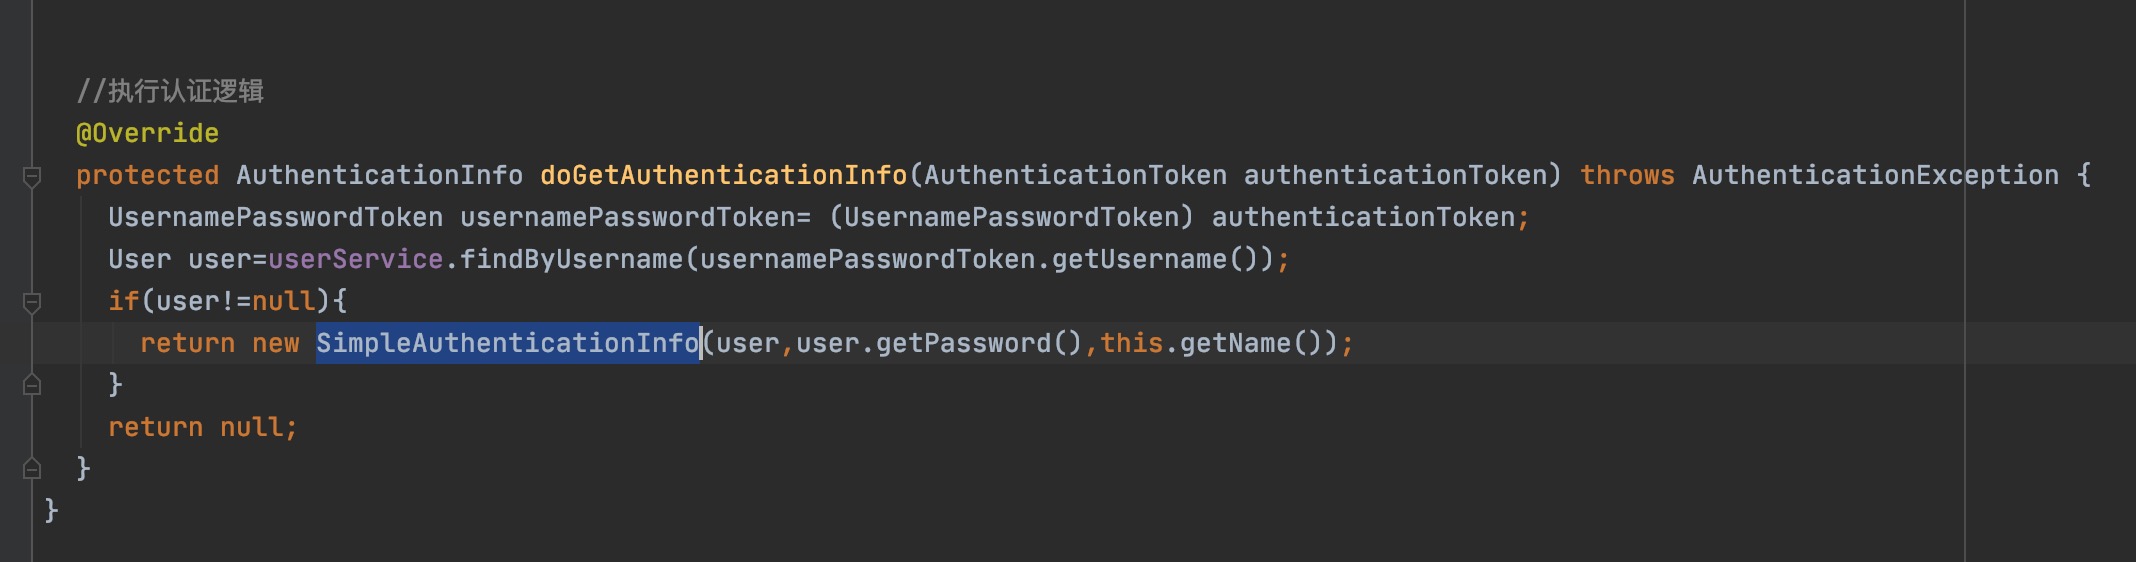 //执行认证逻辑
@Override
protected AuthenticationInfo doGetAuthenticationInfo(AuthenticationToken authenticationToken) throws AuthenticationException {
UsernamePasswordToken usernamePasswordToken= (UsernamePasswordToken) authenticationToken;
User user=userService.findByUsername(usernamePasswordToken.getUsername());
if(user!=null){
return new SimpleAuthenticationInfo(user,user.getPassword(),this.getName());
}
return null;
}
}